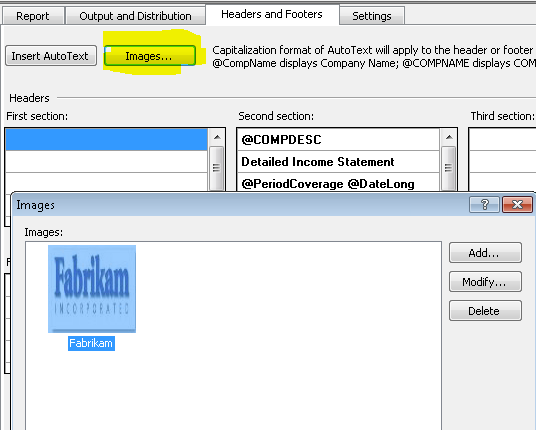 Report
Output and Distribution
Headers and Footers
Settings
Insert AutoText
Images...
Capitalization format of AutoText will apply to the header or footer
@CompName displays Company Name; @COMPNAME displays COM
Headers
First section:
Second section:
Third section:
@COMPDESC
Detailed Income Statement
@PeriodCoverage @DateLong
F
Images
Images:
Fabrikam
INCORPORATED
Fabrikam
Add...
Modify...
Delete